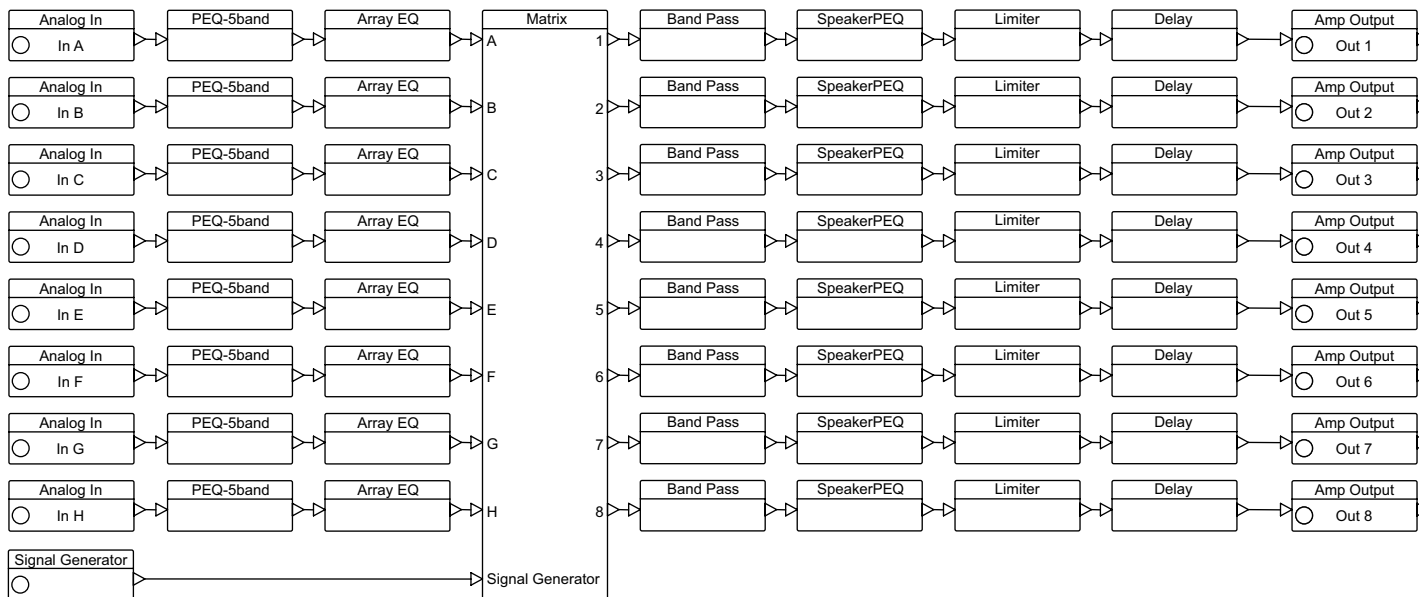 Analog In PEQ-5band Array EQ Matrix Band Pass SpeakerPEQ Limiter Delay Amp Output
In A A 1 Out 1
Analog In PEQ-5band Array EQ Band Pass SpeakerPEQ Limiter Delay Amp Output
In B B 2 Out 2
Analog In PEQ-5band Array EQ Band Pass SpeakerPEQ Limiter Delay Amp Output
In C C 3 Out 3
Analog In PEQ-5band Array EQ Band Pass SpeakerPEQ Limiter Delay Amp Output
In D D 4 Out 4
Analog In PEQ-5band Array EQ Band Pass SpeakerPEQ Limiter Delay Amp Output
In E E 5 Out 5
Analog In PEQ-5band Array EQ Band Pass SpeakerPEQ Limiter Delay Amp Output
In F F 6 Out 6
Analog In PEQ-5band Array EQ Band Pass SpeakerPEQ Limiter Delay Amp Output
In G G 7 Out 7
Analog In PEQ-5band Array EQ Band Pass SpeakerPEQ Limiter Delay Amp Output
In H H 8 Out 8
Signal Generator
Signal Generator